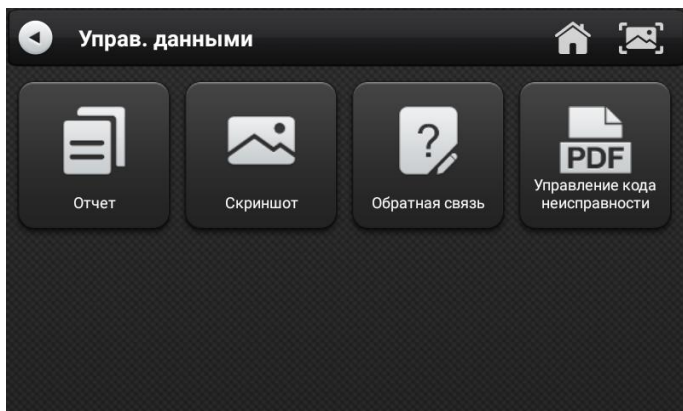 Управ. данными
Отчет
Скриншот
Обратная связь
PDF
Управление кода
неисправности